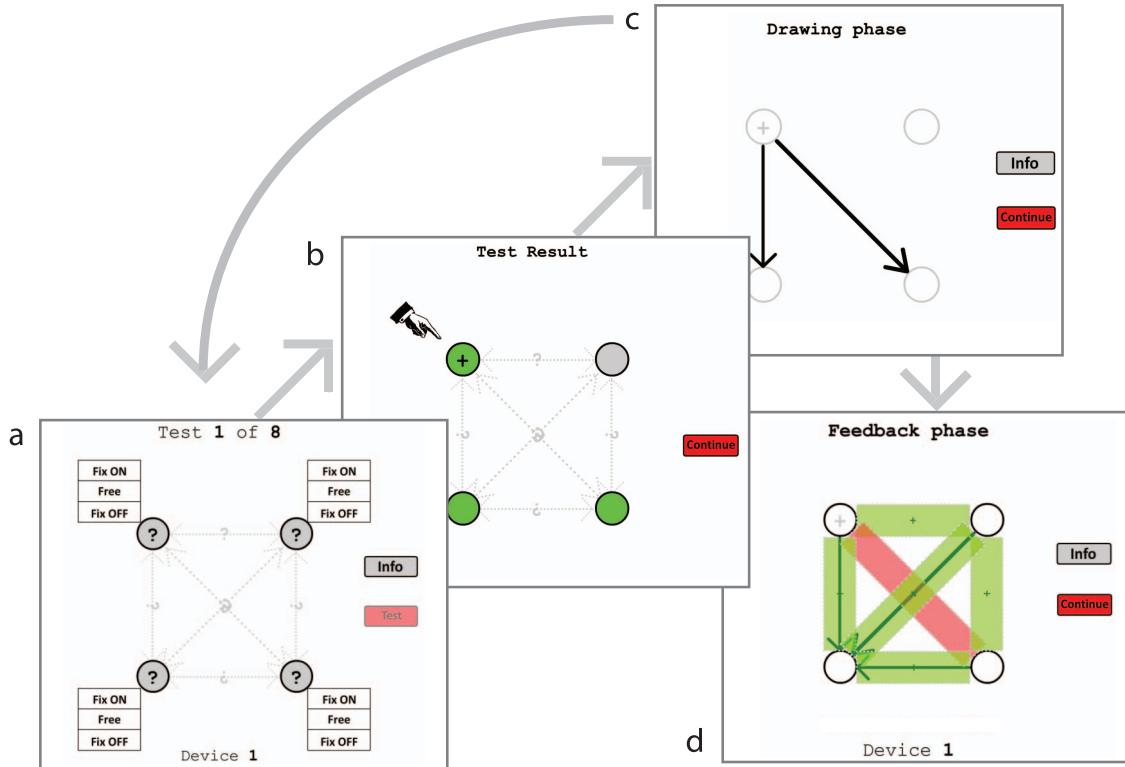 a
Test 1 of 8
Fix ON
Free
Fix OFF
Fix ON
Free
Fix OFF
?
?
?
?
?
?
?
?
?
Info
Test
Fix ON
Free
Fix OFF
Fix ON
Free
Fix OFF
Device 1
b
Test Result
+
?
?
?
?
?
Continue
c
Drawing phase
+
Info
Continue
d
Feedback phase
+
+
+
+
+
Info
Continue
Device 1